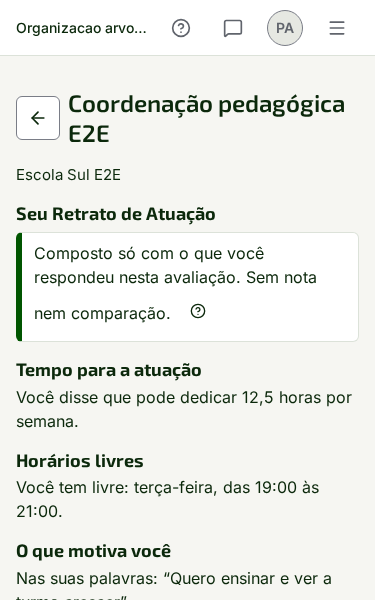 Organizacao arvo...
PA
Coordenação pedagógica
E2E
Escola Sul E2E
Seu Retrato de Atuação
Composto só com o que você
respondeu nesta avaliação. Sem nota
nem comparação.
Tempo para a atuação
Você disse que pode dedicar 12,5 horas por
semana.
Horários livres
Você tem livre: terça-feira, das 19:00 às
21:00.
O que motiva você
Nas suas palavras: “Quero ensinar e ver a
turma crescer”